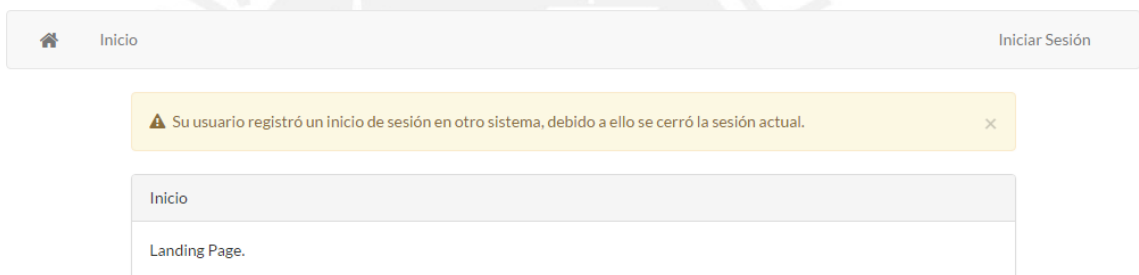 Inicio
Iniciar Sesión
Su usuario registró un inicio de sesión en otro sistema, debido a ello se cerró la sesión actual.
×
Inicio
Landing Page.